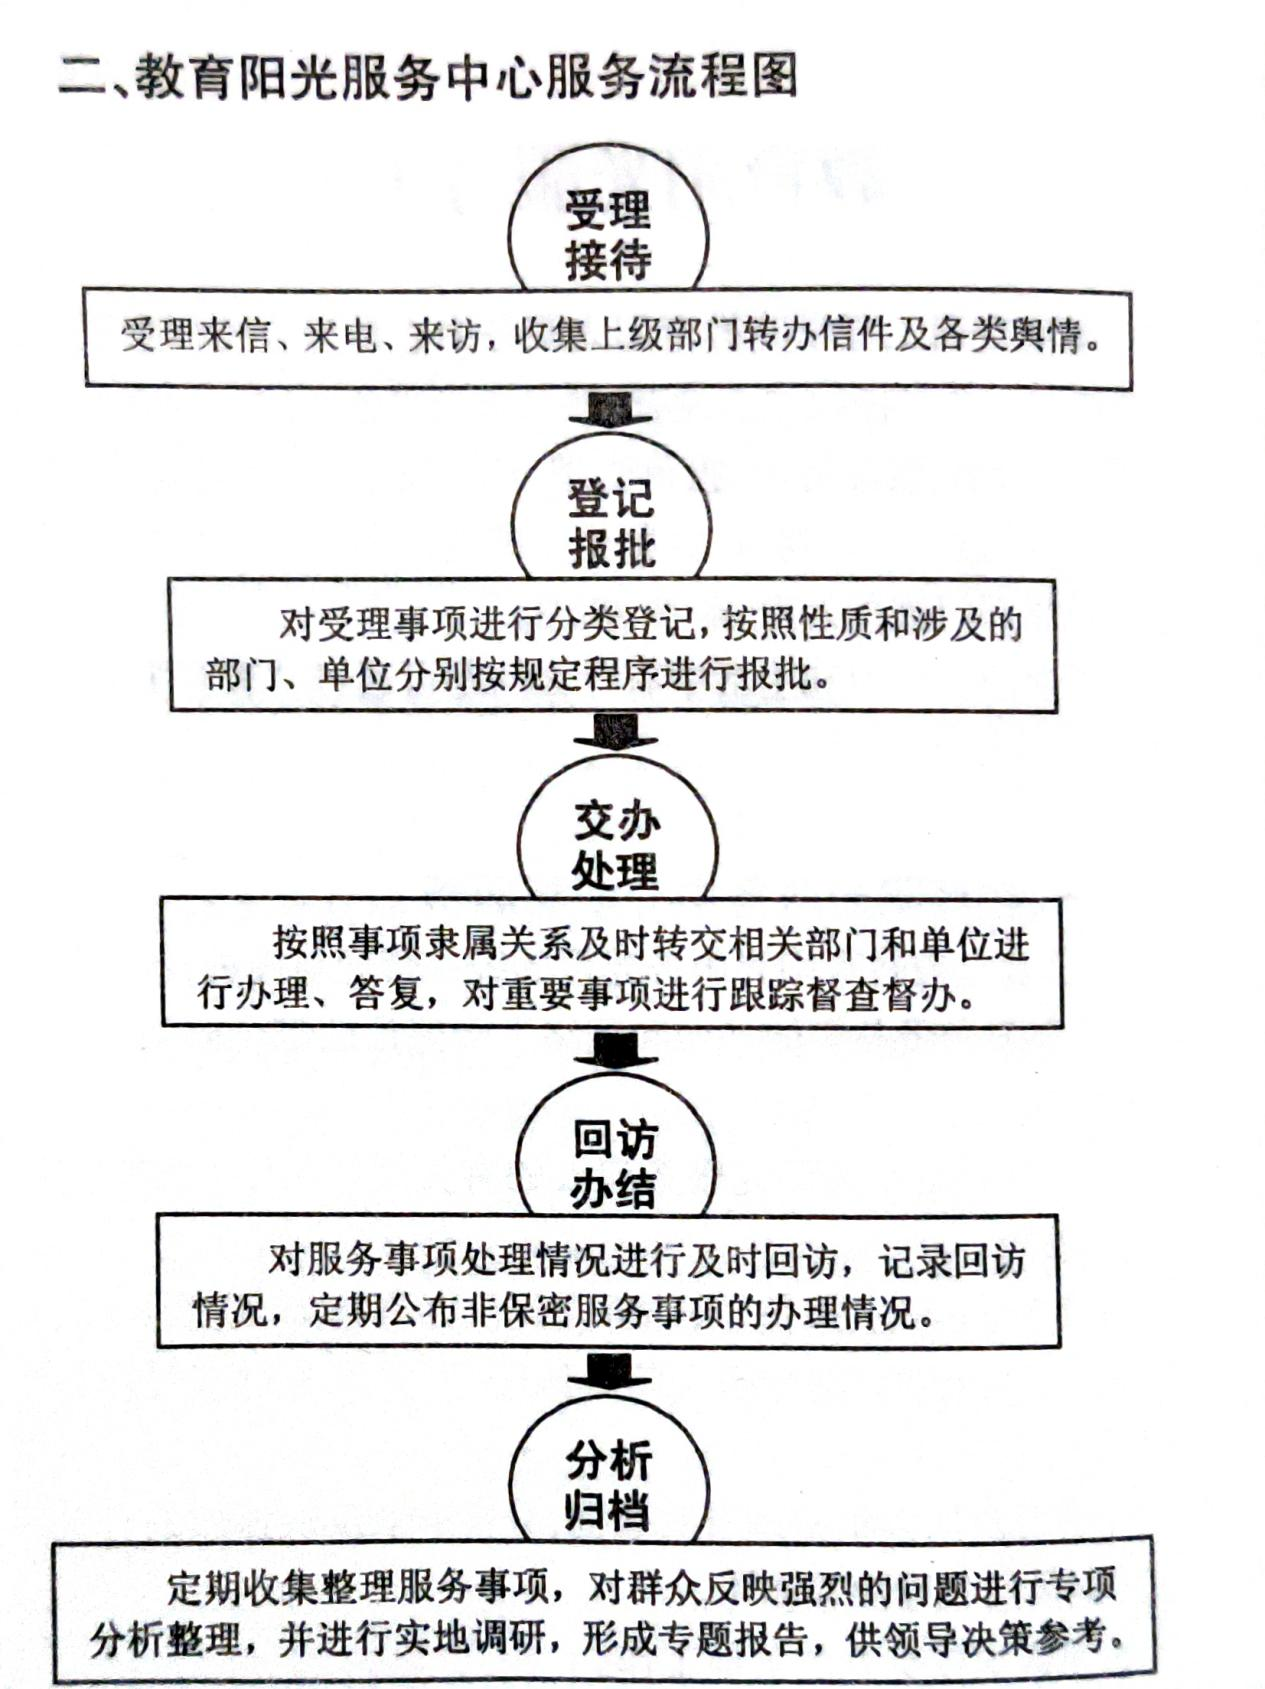 二、教育阳光服务中心服务流程图
受理
接待
受理来信、来电、来访，收集上级部门转办信件及各类舆情。
登记
报批
对受理事项进行分类登记，按照性质和涉及的
部门、单位分别按规定程序进行报批。
交办
处理
按照事项隶属关系及时转交相关部门和单位进
行办理、答复，对重要事项进行跟踪督查督办。
回访
办结
对服务事项处理情况进行及时回访，记录回访
情况，定期公布非保密服务事项的办理情况。
分析
归档
定期收集整理服务事项，对群众反映强烈的问题进行专项
分析整理，并进行实地调研，形成专题报告，供领导决策参考。